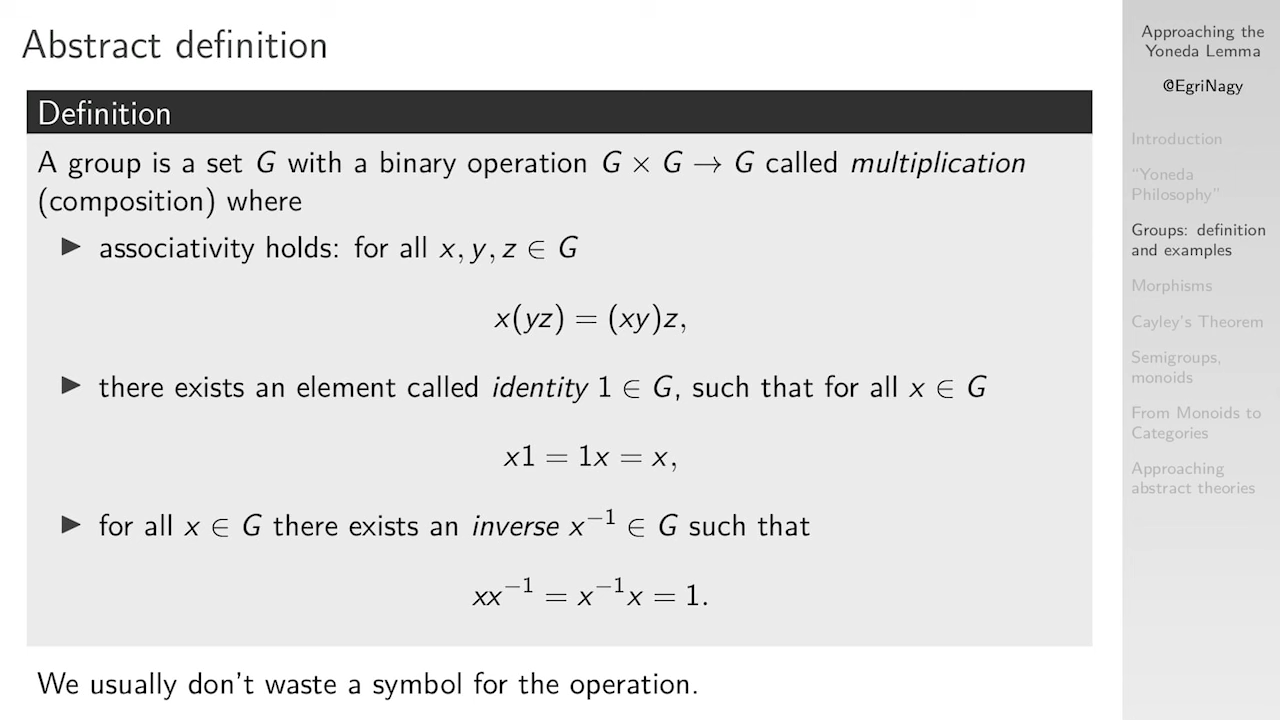 Abstract definition
Definition
A group is a set G with a binary operation G × G → G called multiplication
(composition) where
▶ associativity holds: for all x, y, z ∈ G
x(yz) = (xy)z,
▶ there exists an element called identity 1 ∈ G, such that for all x ∈ G
x1 = 1x = x,
▶ for all x ∈ G there exists an inverse x⁻¹ ∈ G such that
xx⁻¹ = x⁻¹x = 1.
We usually don't waste a symbol for the operation.
Approaching the
Yoneda Lemma
@EgriNagy
Introduction
“Yoneda
Philosophy”
Groups: definition
and examples
Morphisms
Cayley's Theorem
Semigroups,
monoids
From Monoids to
Categories
Approaching
abstract theories